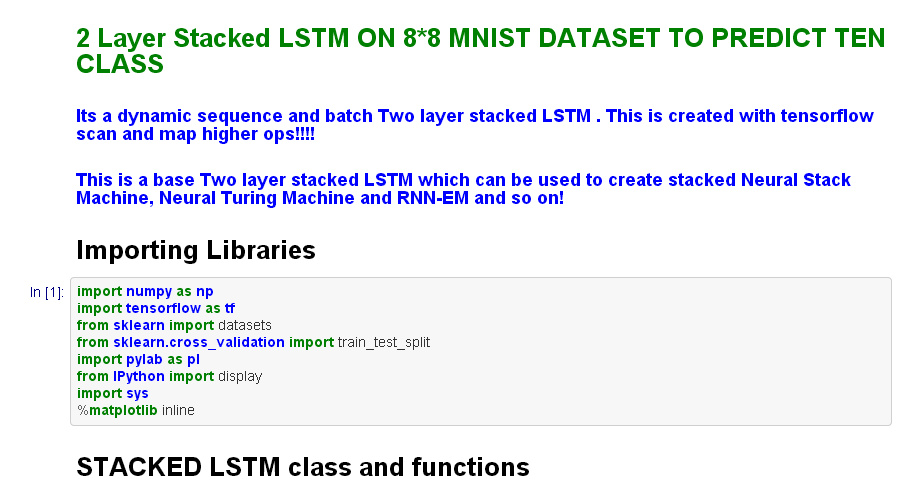 2 Layer Stacked LSTM ON 8*8 MNIST DATASET TO PREDICT TEN
CLASS
Its a dynamic sequence and batch Two layer stacked LSTM . This is created with tensorflow
scan and map higher ops!!!!
This is a base Two layer stacked LSTM which can be used to create stacked Neural Stack
Machine, Neural Turing Machine and RNN-EM and so on!
Importing Libraries
In [1]:
import numpy as np
import tensorflow as tf
from sklearn import datasets
from sklearn.cross_validation import train_test_split
import pylab as pl
from IPython import display
import sys
%matplotlib inline
STACKED LSTM class and functions